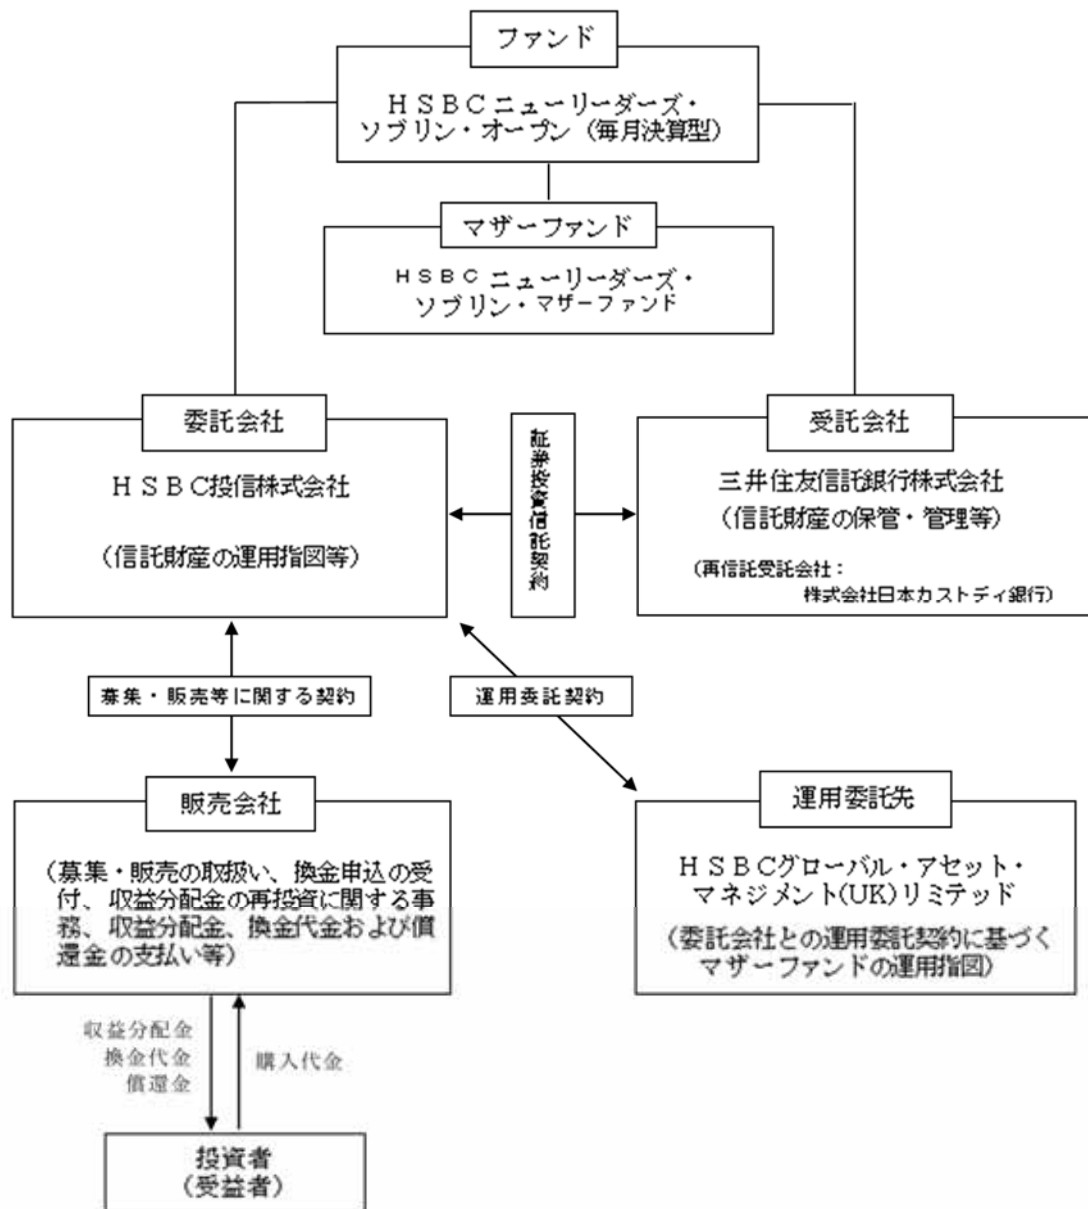 ファンド
HSBCニューリーダーズ・
ソブリン・オープン(毎月決算型)
マザーファンド
HSBCニューリーダーズ・
ソブリン・マザーファンド
委託会社
HSBC投信株式会社
(信託財産の運用指図等)
証券投資信託契約
受託会社
三井住友信託銀行株式会社
(信託財産の保管・管理等)
(再信託受託会社:
株式会社日本カストディ銀行)
募集・販売等に関する契約
運用委託契約
販売会社
(募集・販売の取扱い、換金申込の受
付、収益分配金の再投資に関する事
務、収益分配金、換金代金および償
還金の支払い等)
運用委託先
HSBCグローバル・アセット・
マネジメント(UK)リミテッド
(委託会社との運用委託契約に基づく
マザーファンドの運用指図)
収益分配金
換金代金
償還金
購入代金
投資者
(受益者)